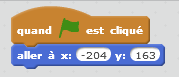 quand est cliqué
aller à x: -204 y: 163